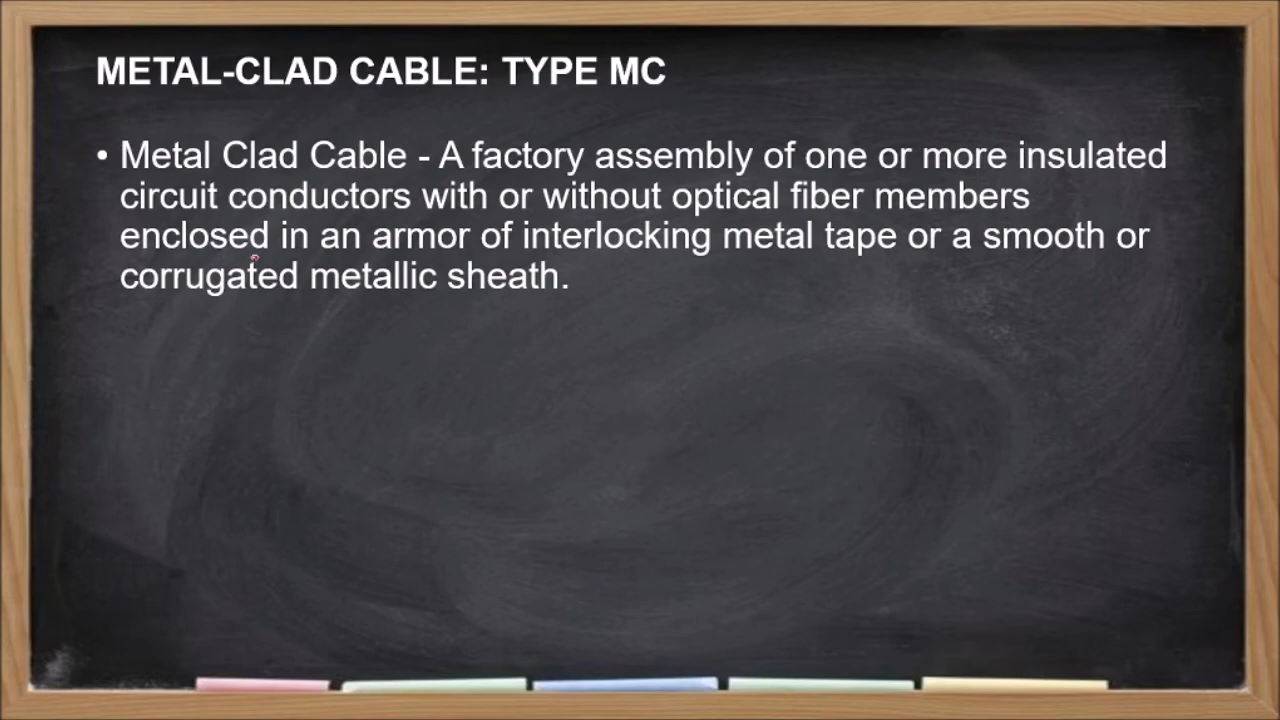 METAL-CLAD CABLE: TYPE MC
• Metal Clad Cable - A factory assembly of one or more insulated
circuit conductors with or without optical fiber members
enclosed in an armor of interlocking metal tape or a smooth or
corrugated metallic sheath.